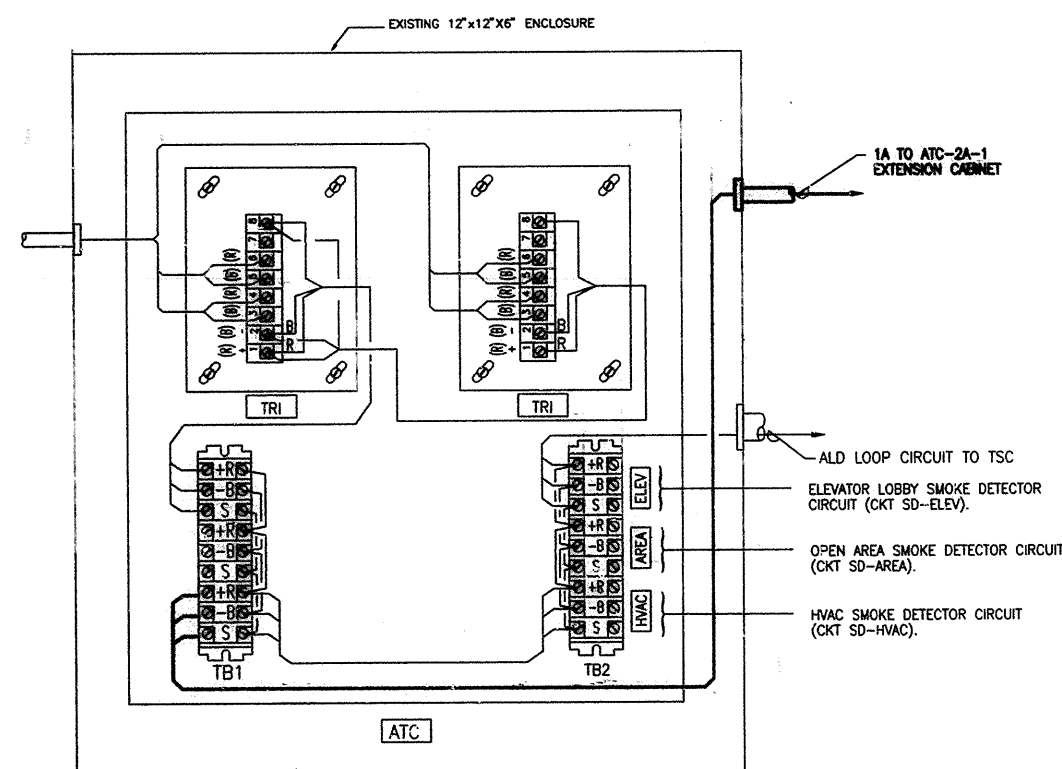 EXISTING 12"x12"X6" ENCLOSURE
1A TO ATC-2A-1
EXTENSION CABINET
8
7
6
5
4
3
2
1
(R)
(B)
(R)
(B)
(B) -
(R) +
B
R
TRI
8
7
6
5
4
3
2
1
(R)
(B)
(R)
(B)
(B) -
(R) +
B
R
TRI
+R
-B
S
+R
-B
S
+R
-B
S
TB1
+R
-B
S
+R
-B
S
+R
-B
S
TB2
ELEV
AREA
HVAC
ALD LOOP CIRCUIT TO TSC
ELEVATOR LOBBY SMOKE DETECTOR
CIRCUIT (CKT SD-ELEV).
OPEN AREA SMOKE DETECTOR CIRCUIT
(CKT SD-AREA).
HVAC SMOKE DETECTOR CIRCUIT
(CKT SD-HVAC).
ATC